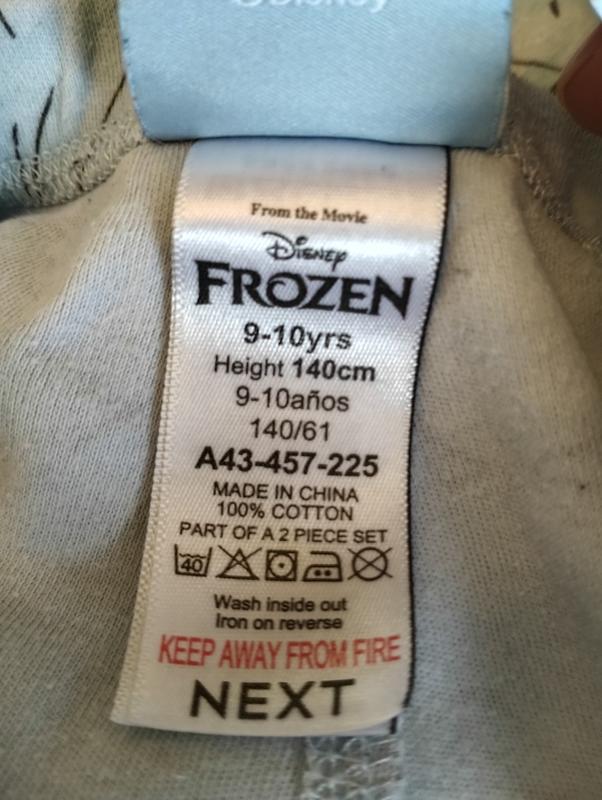 Disney
From the Movie
Disney
FROZEN
9-10yrs
Height 140cm
9-10años
140/61
A43-457-225
MADE IN CHINA
100% COTTON
PART OF A 2 PIECE SET
40
Wash inside out
Iron on reverse
KEEP AWAY FROM FIRE
NEXT